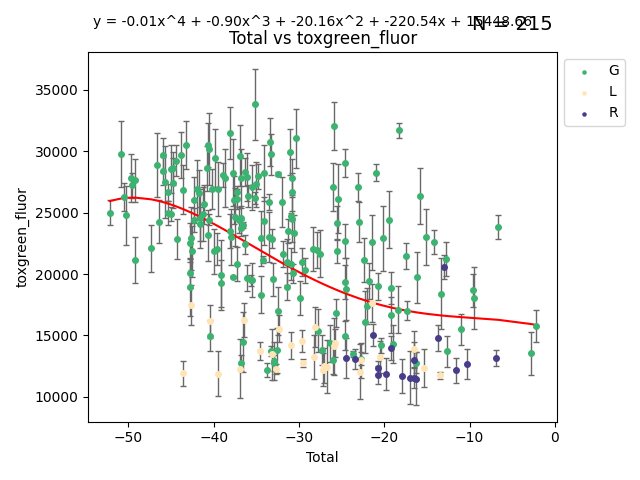 y = -0.01x^4 + -0.90x^3 + -20.16x^2 + -220.54x + 15448.66
N = 215
Total vs toxgreen_fluor
35000
30000
25000
20000
15000
10000
toxgreen_fluor
−50
−40
−30
−20
−10
0
Total
G
L
R